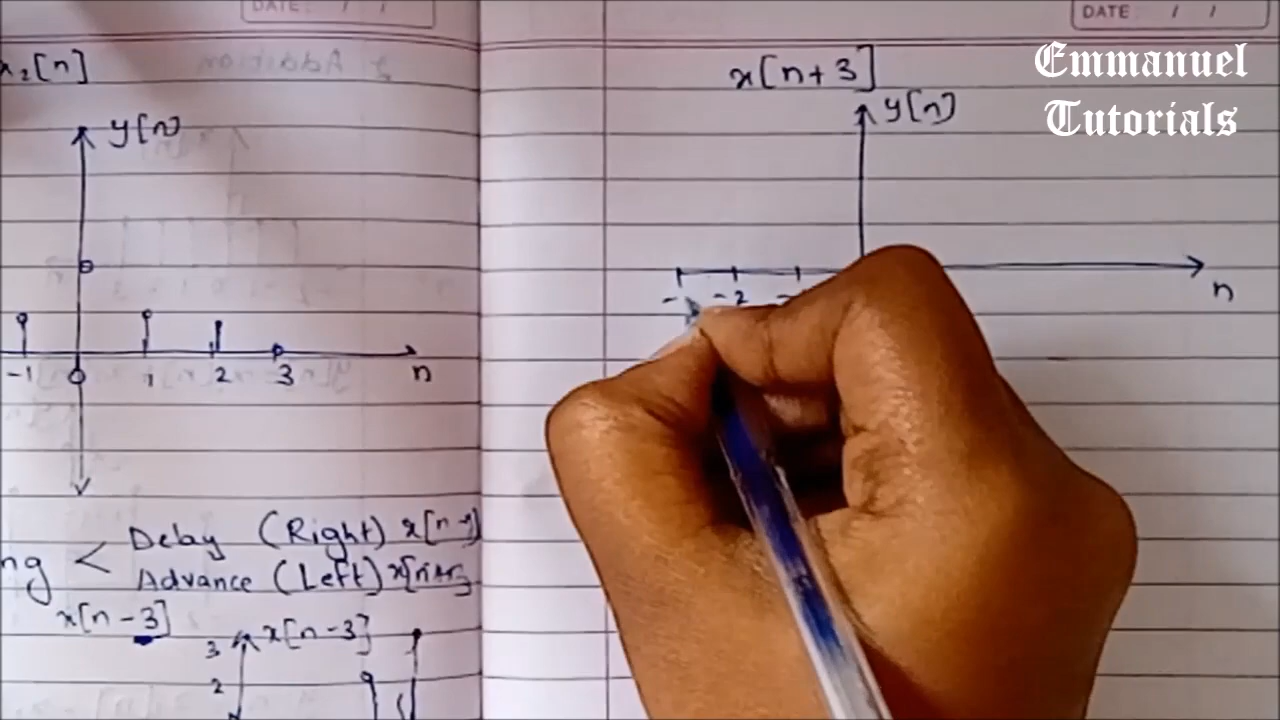 DATE / /
x₂[n]
y[n]
-1 0 1 2 3 n
Delay (Right)
Advance (Left)
x[n-3]
3 x[n-3]
2
DATE / /
x[n+3]
y[n]
-2
n
Emmanuel
Tutorials